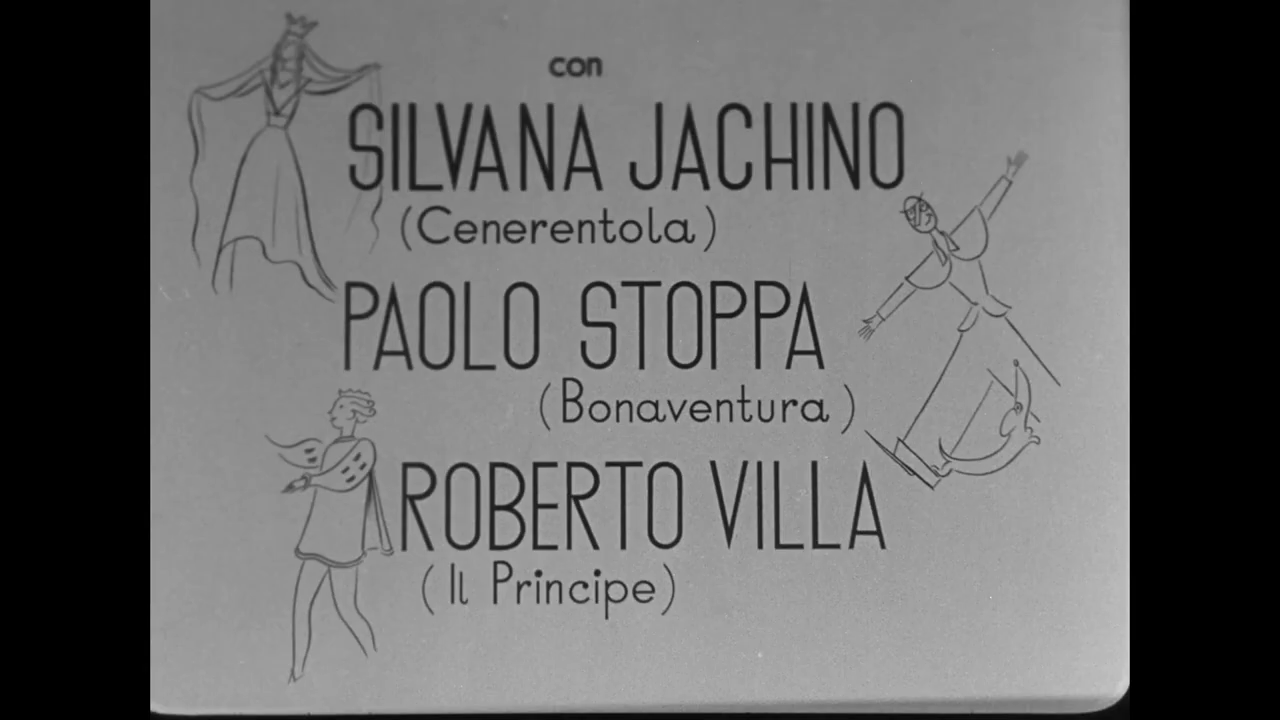 con
SILVANA JACHINO
(Cenerentola)
PAOLO STOPPA
(Bonaventura)
ROBERTO VILLA
(Il Principe)